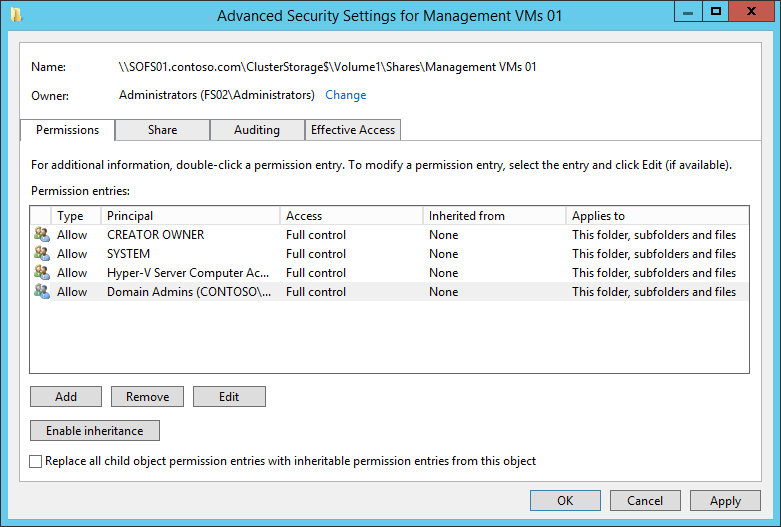 Advanced Security Settings for Management VMs 01
Name: \\SOFS01.contoso.com\ClusterStorage$\Volume1\Shares\Management VMs 01
Owner: Administrators (FS02\Administrators) Change
Permissions Share Auditing Effective Access
For additional information, double-click a permission entry. To modify a permission entry, select the entry and click Edit (if available).
Permission entries:
Type Principal Access Inherited from Applies to
Allow CREATOR OWNER Full control None This folder, subfolders and files
Allow SYSTEM Full control None This folder, subfolders and files
Allow Hyper-V Server Computer Ac... Full control None This folder, subfolders and files
Allow Domain Admins (CONTOSO\... Full control None This folder, subfolders and files
Add Remove Edit
Enable inheritance
Replace all child object permission entries with inheritable permission entries from this object
OK Cancel Apply